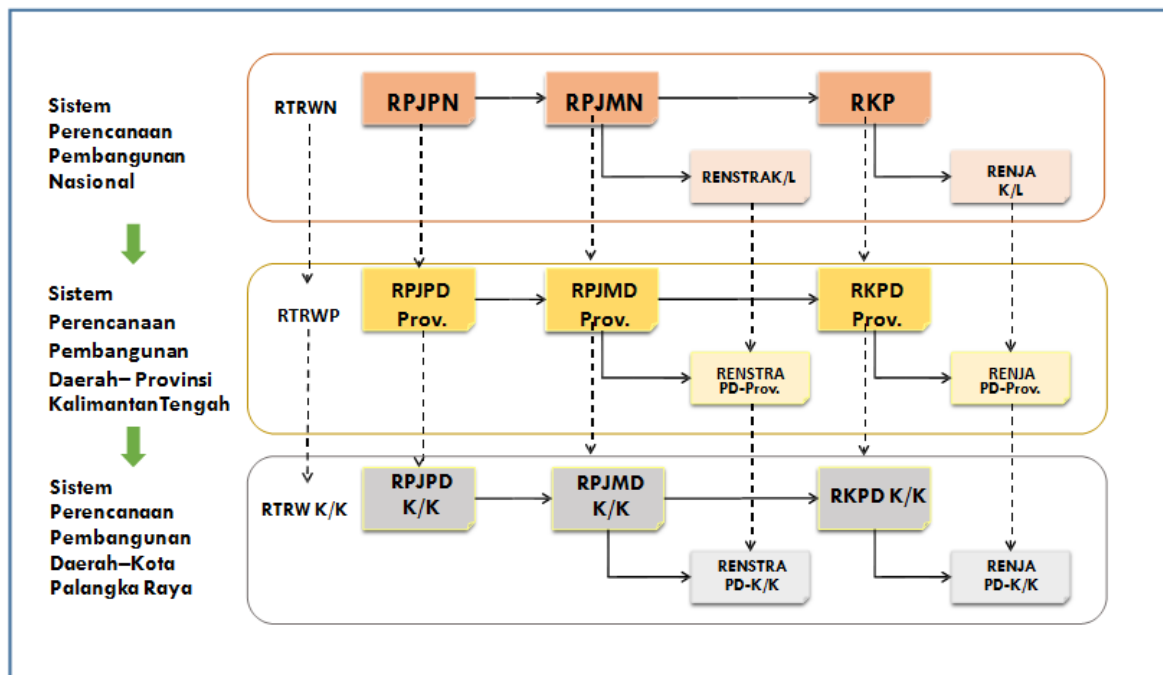 Sistem
Perencanaan
Pembangunan
Nasional
RTRWN
RPJPN
RPJMN
RKP
RENSTRAK/L
RENJA
K/L
Sistem
Perencanaan
Pembangunan
Daerah– Provinsi
KalimantanTengah
RTRWP
RPJPD
Prov.
RPJMD
Prov.
RKPD
Prov.
RENSTRA
PD-Prov.
RENJA
PD-Prov.
Sistem
Perencanaan
Pembangunan
Daerah–Kota
Palangka Raya
RTRW K/K
RPJPD
K/K
RPJMD
K/K
RKPD K/K
RENSTRA
PD-K/K
RENJA
PD-K/K